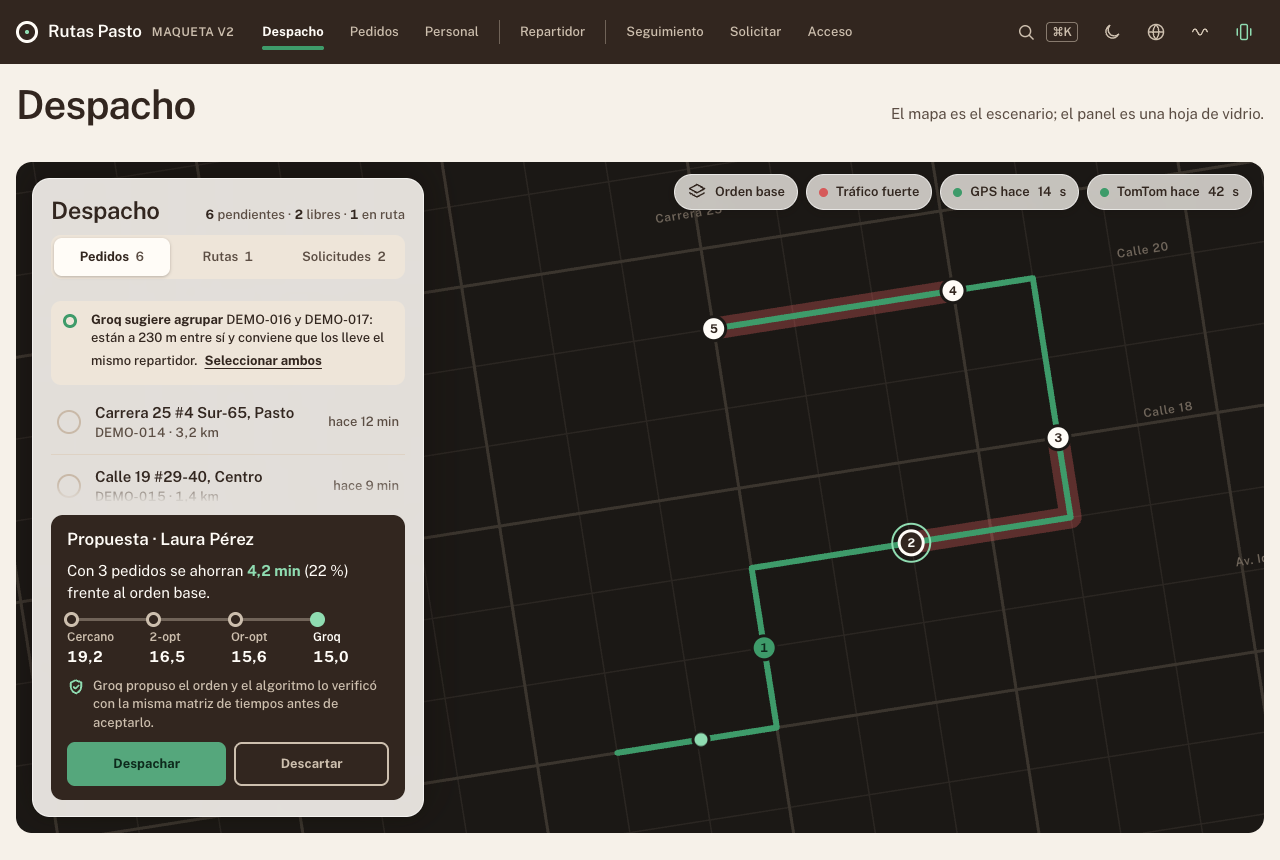 Rutas Pasto MAQUETA V2 Despacho Pedidos Personal Repartidor Seguimiento Solicitar Acceso ⌘K
Despacho
El mapa es el escenario; el panel es una hoja de vidrio.
Despacho 6 pendientes · 2 libres · 1 en ruta
Pedidos 6 Rutas 1 Solicitudes 2
Groq sugiere agrupar DEMO-016 y DEMO-017:
están a 230 m entre sí y conviene que los lleve el
mismo repartidor. Seleccionar ambos
Carrera 25 #4 Sur-65, Pasto
DEMO-014 · 3,2 km
hace 12 min
Calle 19 #29-40, Centro
DEMO-015 · 1,4 km
hace 9 min
Propuesta · Laura Pérez
Con 3 pedidos se ahorran 4,2 min (22 %)
frente al orden base.
Cercano 2-opt Or-opt Groq
19,2 16,5 15,6 15,0
Groq propuso el orden y el algoritmo lo verificó
con la misma matriz de tiempos antes de
aceptarlo.
Despachar Descartar
Orden base Tráfico fuerte GPS hace 14 s TomTom hace 42 s
Carrera
Calle 20
4
5
Calle 18
3
2
Av.
1